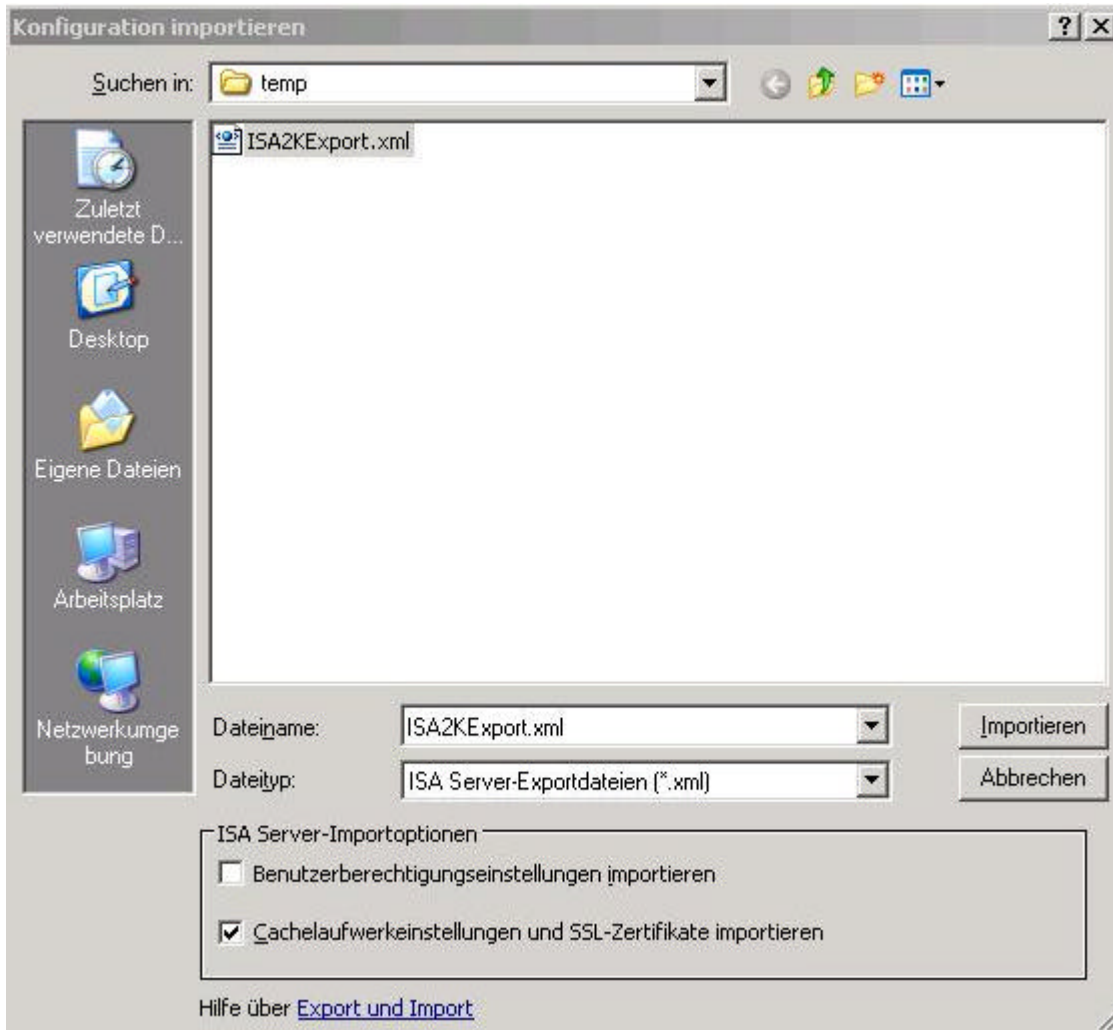 Konfiguration importieren
Suchen in:
temp
ISA2KExport.xml
Zuletzt
verwendete D...
Desktop
Eigene Dateien
Arbeitsplatz
Netzwerkumge
bung
Dateiname:
ISA2KExport.xml
Importieren
Dateityp:
ISA Server-Exportdateien (*.xml)
Abbrechen
ISA Server-Importoptionen
Benutzerberechtigungseinstellungen importieren
Cachelaufwerkeinstellungen und SSL-Zertifikate importieren
Hilfe über Export und Import